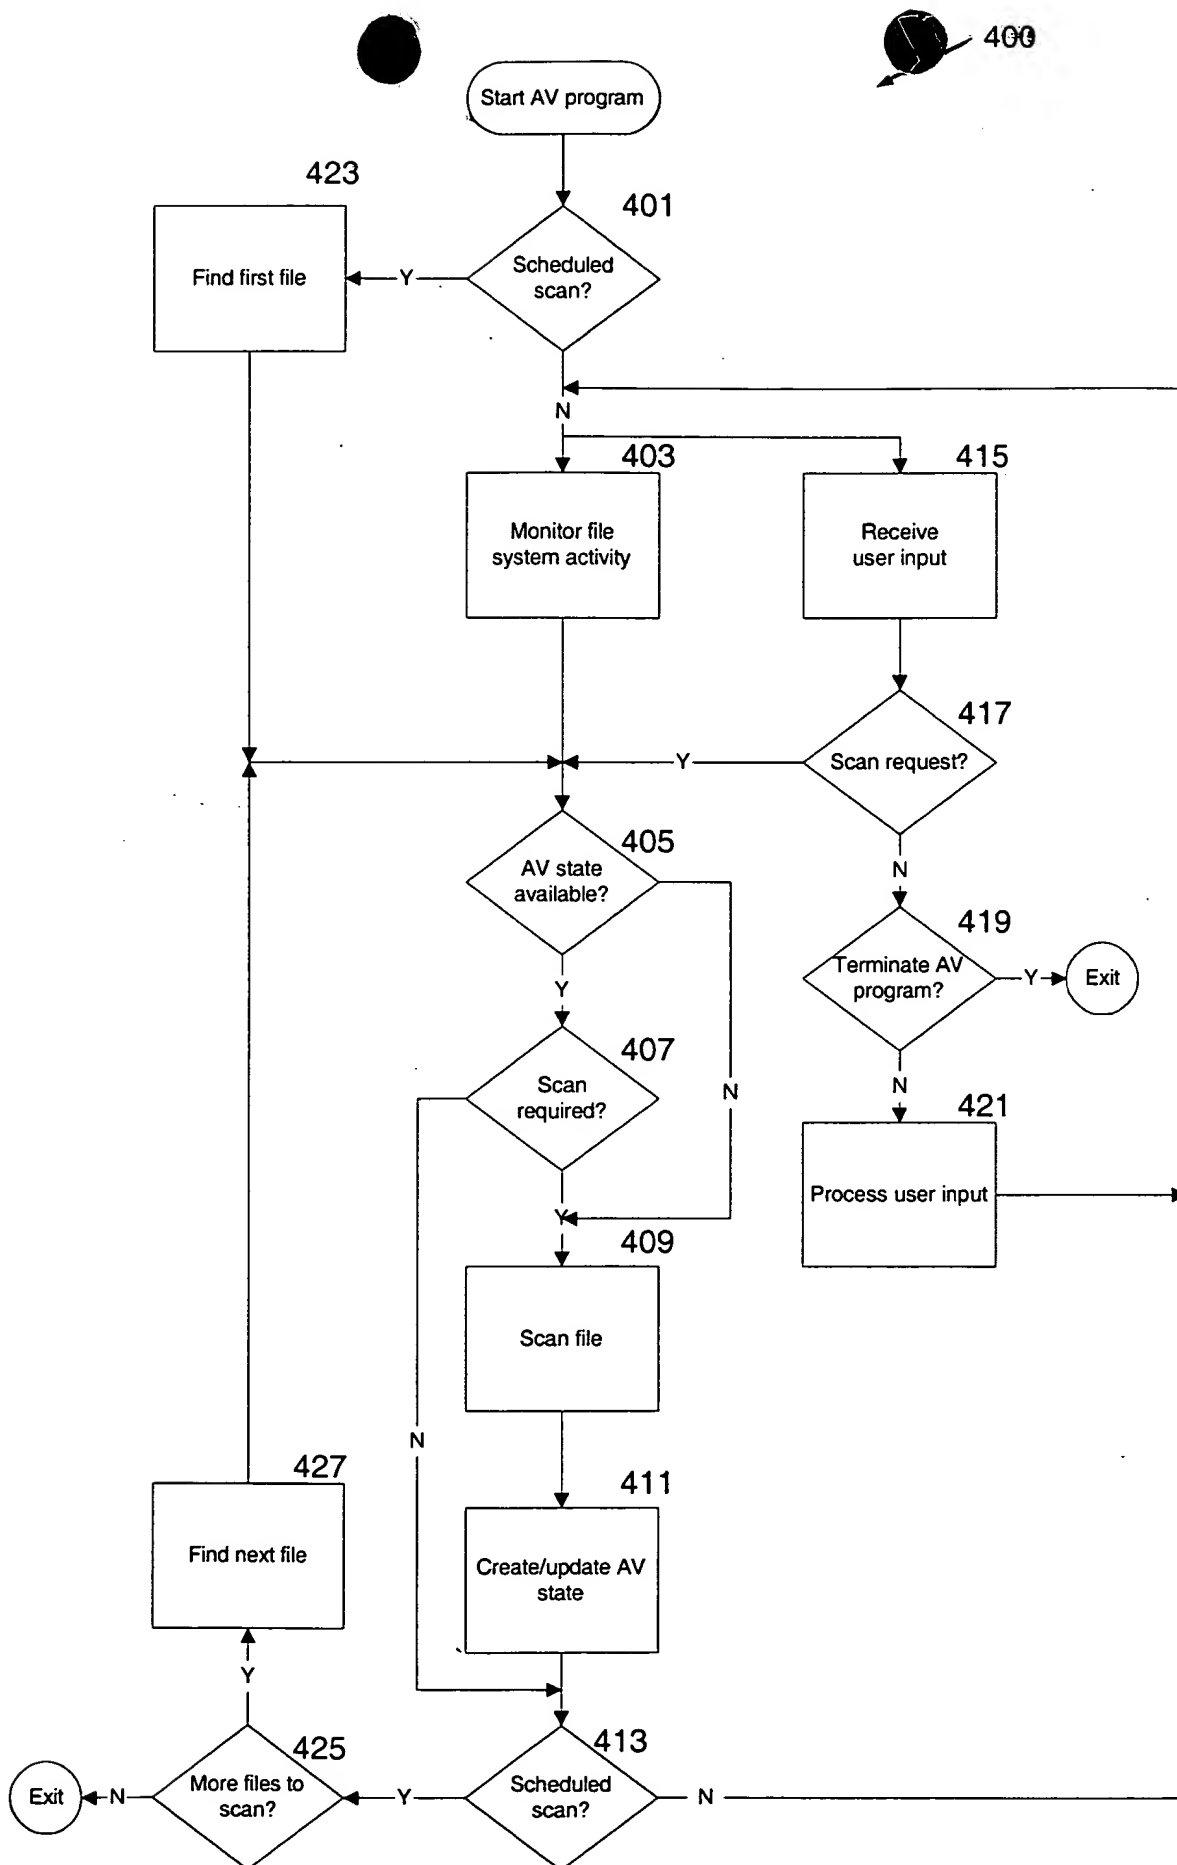 400
Start AV program
423
401
Find first file
Y
Scheduled
scan?
N
403
415
Monitor file
system activity
Receive
user input
417
Y
Scan request?
405
N
AV state
available?
419
Terminate AV
program?
Y
Exit
Y
407
N
Scan
required?
N
421
Process user input
Y
409
Scan file
N
427
411
Find next file
Create/update AV
state
Y
425
413
Exit
N
More files to
scan?
Y
Scheduled
scan?
N